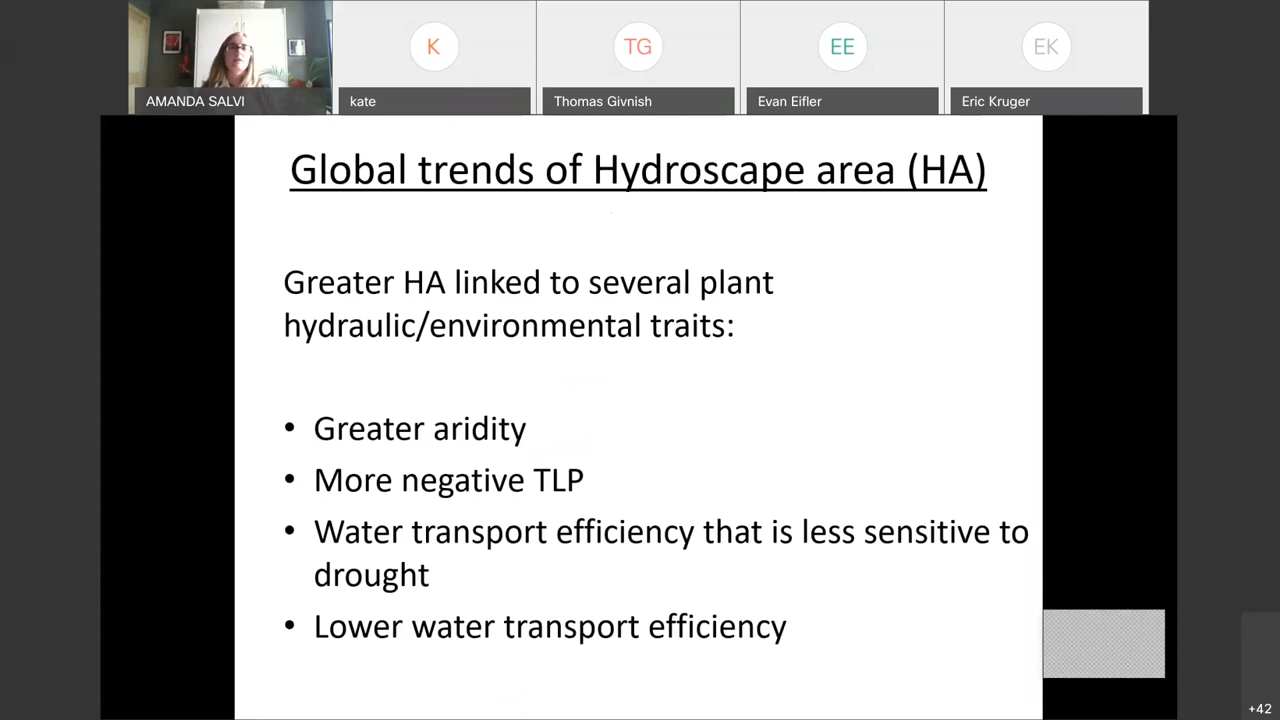 K
TG
EE
EK
AMANDA SALVI
kate
Thomas Givnish
Evan Eifler
Eric Kruger
Global trends of Hydroscape area (HA)
Greater HA linked to several plant
hydraulic/environmental traits:
• Greater aridity
• More negative TLP
• Water transport efficiency that is less sensitive to
drought
• Lower water transport efficiency
+42